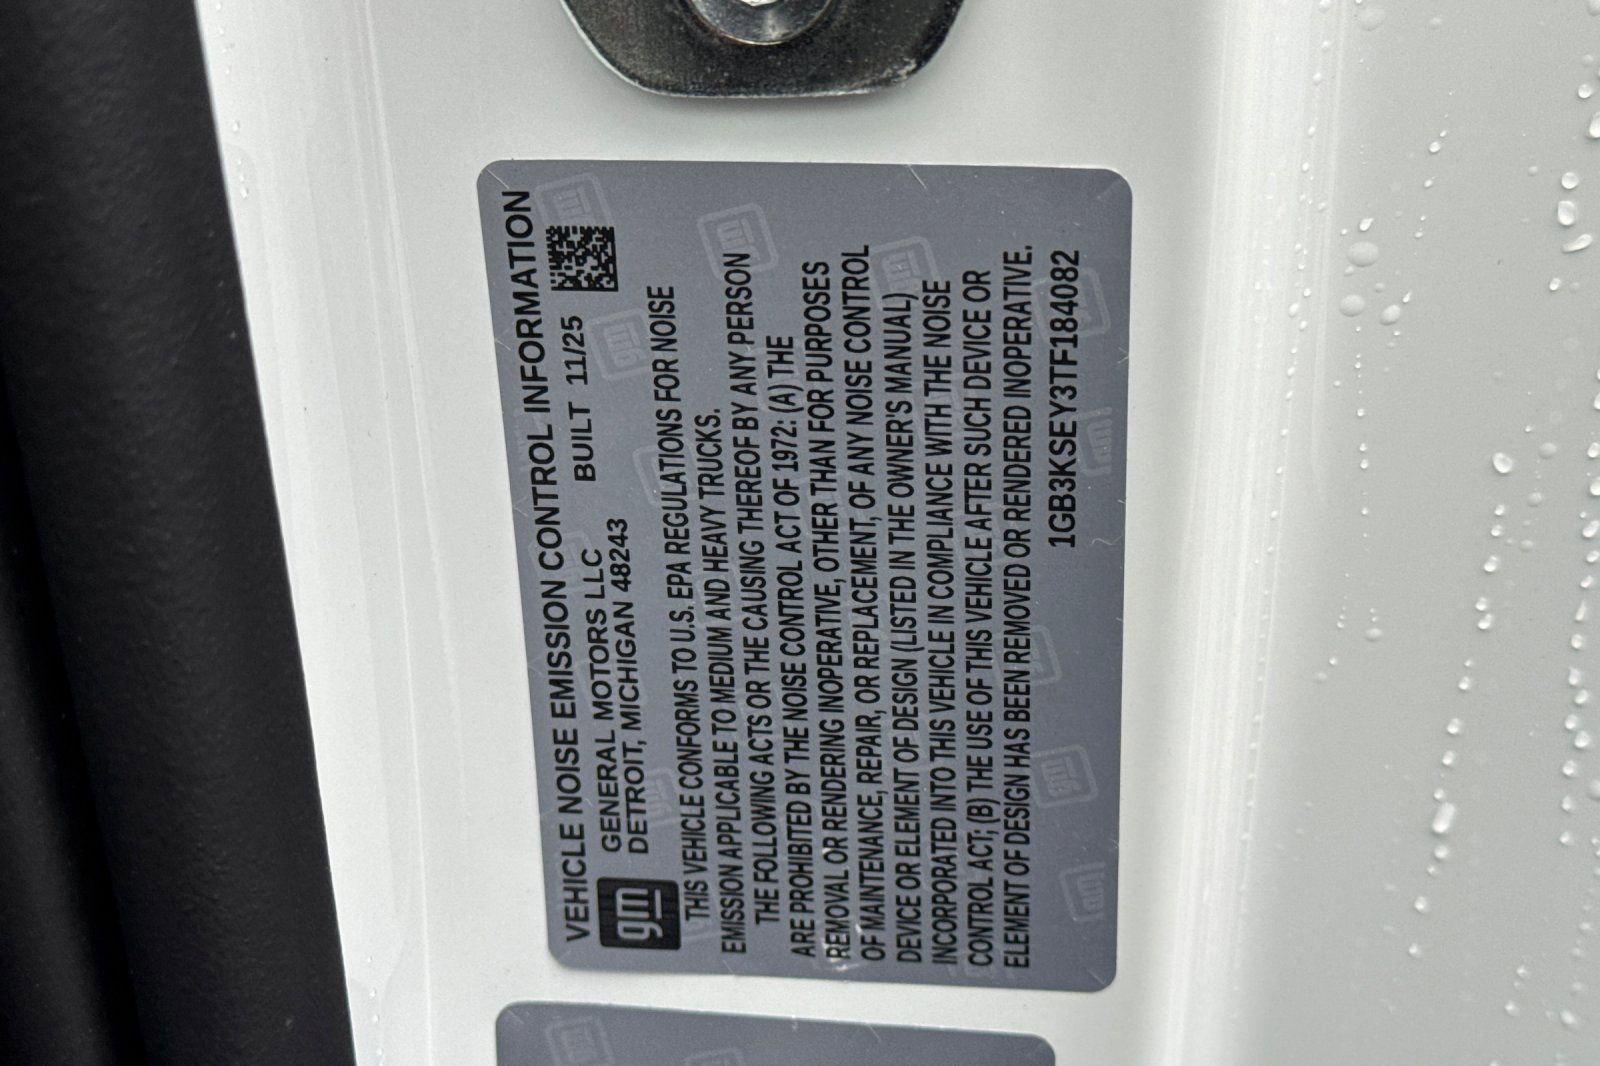 VEHICLE NOISE EMISSION CONTROL INFORMATION
gm
GENERAL MOTORS LLC BUILT 11/25
DETROIT, MICHIGAN 48243
THIS VEHICLE CONFORMS TO U.S. EPA REGULATIONS FOR NOISE
EMISSION APPLICABLE TO MEDIUM AND HEAVY TRUCKS.
THE FOLLOWING ACTS OR THE CAUSING THEREOF BY ANY PERSON
ARE PROHIBITED BY THE NOISE CONTROL ACT OF 1972: (A) THE
REMOVAL OR RENDERING INOPERATIVE, OTHER THAN FOR PURPOSES
OF MAINTENANCE, REPAIR, OR REPLACEMENT, OF ANY NOISE CONTROL
DEVICE OR ELEMENT OF DESIGN (LISTED IN THE OWNER'S MANUAL)
INCORPORATED INTO THIS VEHICLE IN COMPLIANCE WITH THE NOISE
CONTROL ACT; (B) THE USE OF THIS VEHICLE AFTER SUCH DEVICE OR
ELEMENT OF DESIGN HAS BEEN REMOVED OR RENDERED INOPERATIVE.
1GB3KSEY3TF184082